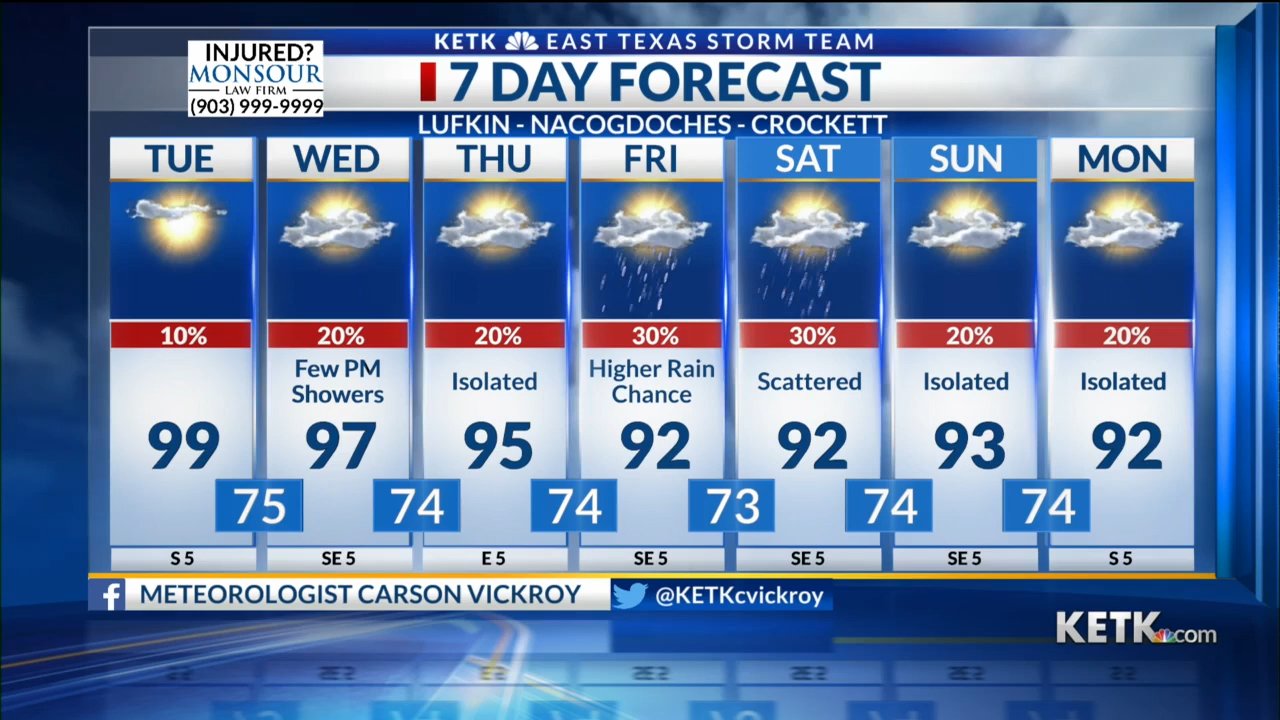 INJURED?
MONSOUR
LAW FIRM
(903) 999-9999
KETK EAST TEXAS STORM TEAM
7 DAY FORECAST
LUFKIN - NACOGDOCHES - CROCKETT
TUE WED THU FRI SAT SUN MON
10% 20% 20% 30% 30% 20% 20%
Few PM
Showers
Isolated
Higher Rain
Chance
Scattered
Isolated
Isolated
99 97 95 92 92 93 92
75 74 74 73 74 74
S 5 SE 5 E 5 SE 5 SE 5 SE 5 S 5
f METEOROLOGIST CARSON VICKROY @KETKcvickroy
KETK.com